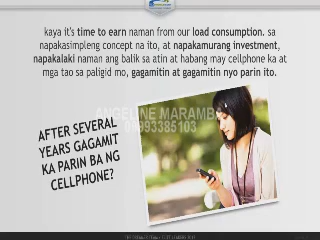 kaya it's time to earn naman from our load consumption. sa
napakasimpleng concept na ito, at napakamurang investment,
napakalaki naman ang balik sa atin at habang may cellphone ka at
mga tao sa paligid mo, gagamitin at gagamitin nyo parin ito.
ANGELINE MARAMBA
09993385103
AFTER SEVERAL
YEARS GAGAMIT
KA PARIN BA NG
CELLPHONE?